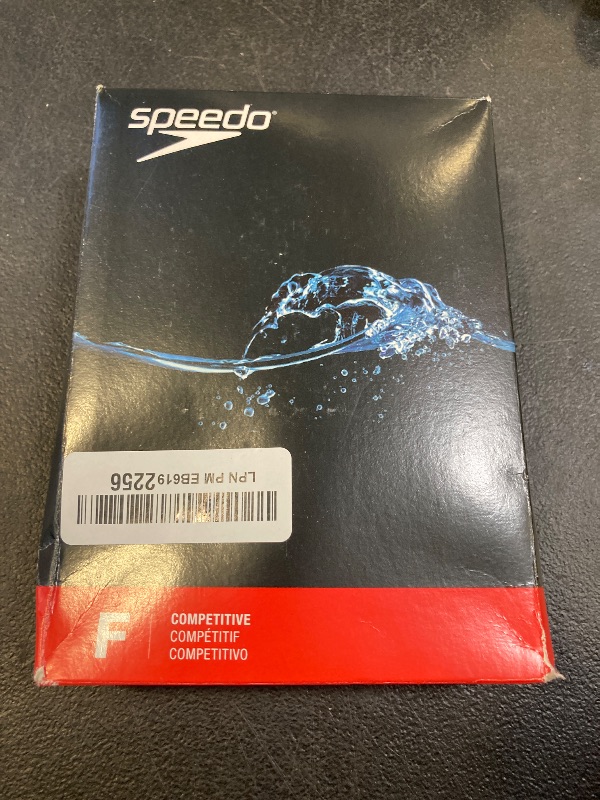 speedo®
LPN PM EB6192256
F
COMPETITIVE
COMPÉTITIF
COMPETITIVO